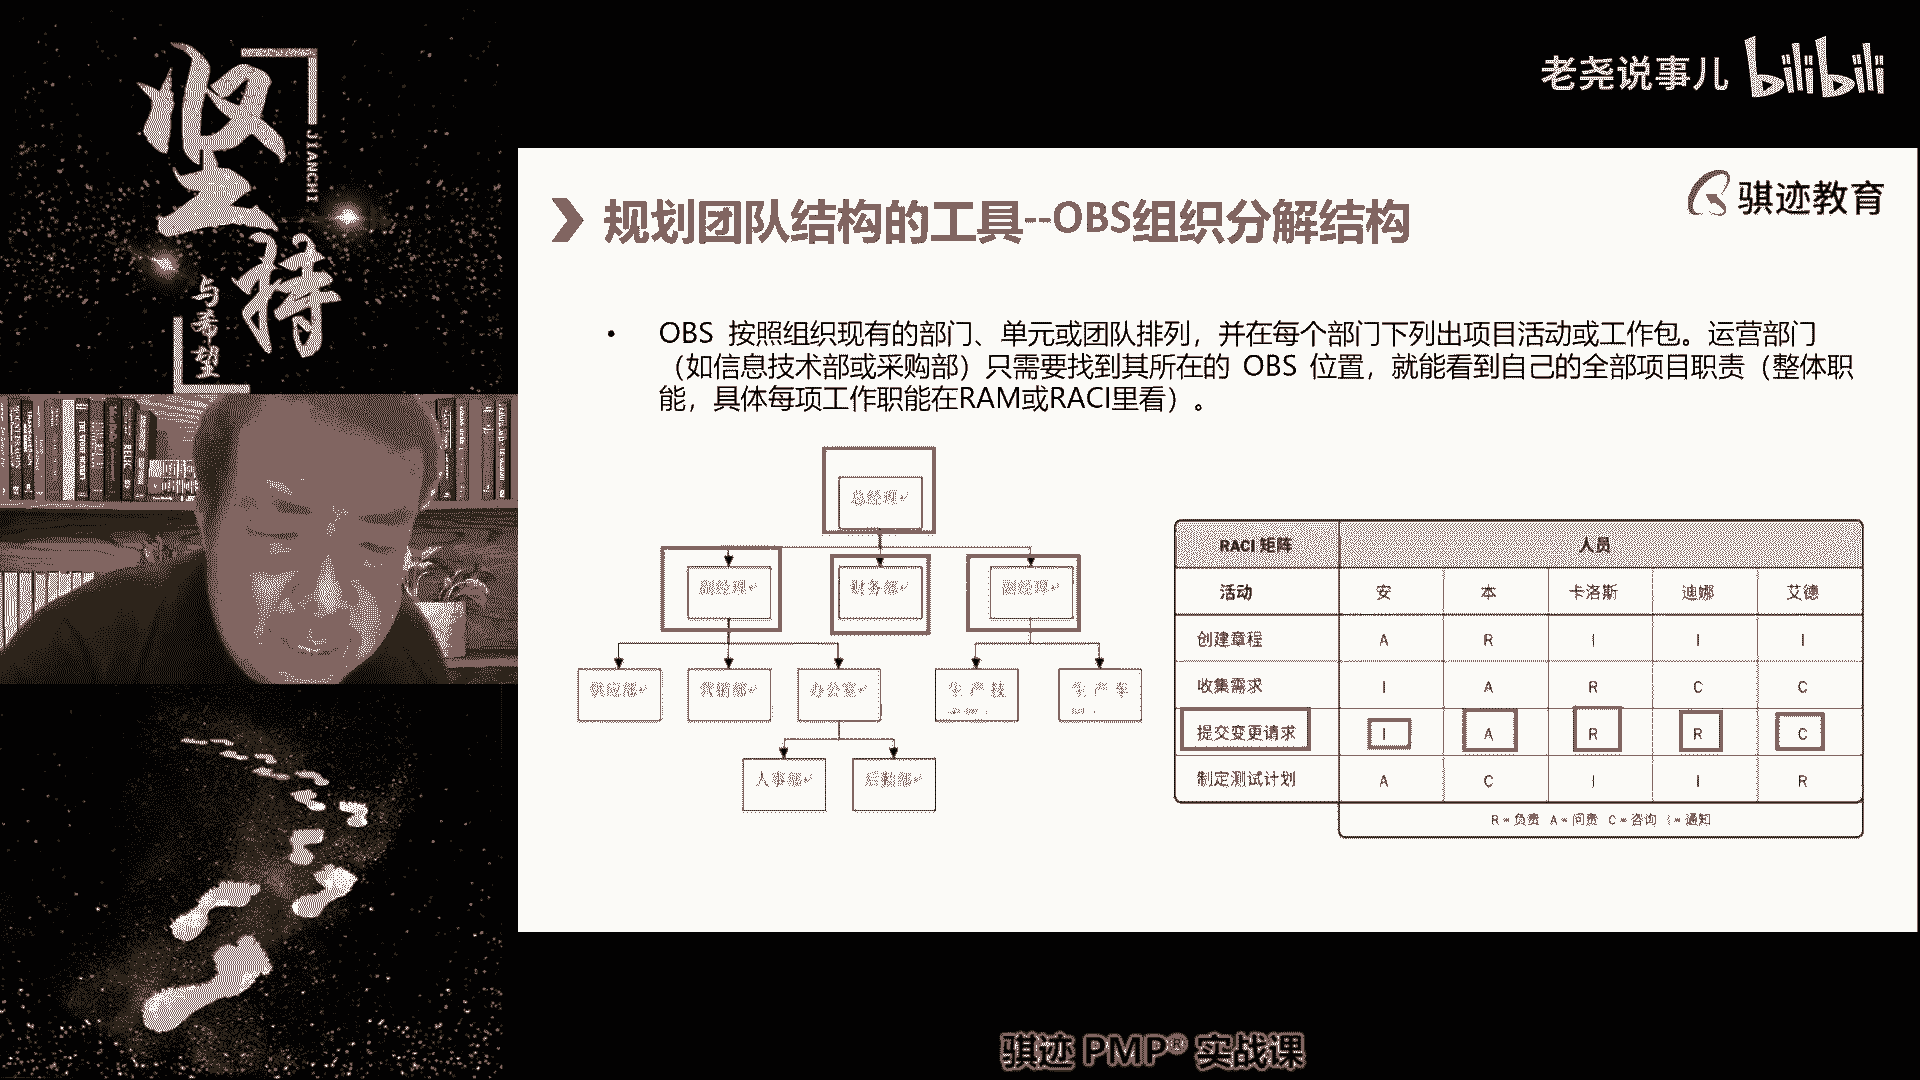 坚持
JIANCHI
与希望
老尧说事儿 bilibili
骐迹教育
规划团队结构的工具--OBS组织分解结构
• OBS 按照组织现有的部门、单元或团队排列，并在每个部门下列出项目活动或工作包。运营部门
（如信息技术部或采购部）只需要找到其所在的 OBS 位置，就能看到自己的全部项目职责（整体职
能，具体每项工作职能在RAM或RACI里看）。
总经理
副经理 财务部 副经理
供应部 营销部 办公室 生产技 生产车
人事部 后勤部
RACI 矩阵 人员
活动 安 本 卡洛斯 迪娜 艾德
创建章程 A R I I I
收集需求 I A R C C
提交变更请求 I A R R C
制定测试计划 A C I I R
R = 负责 A = 问责 C = 咨询 I = 通知
骐迹 PMP® 实战课